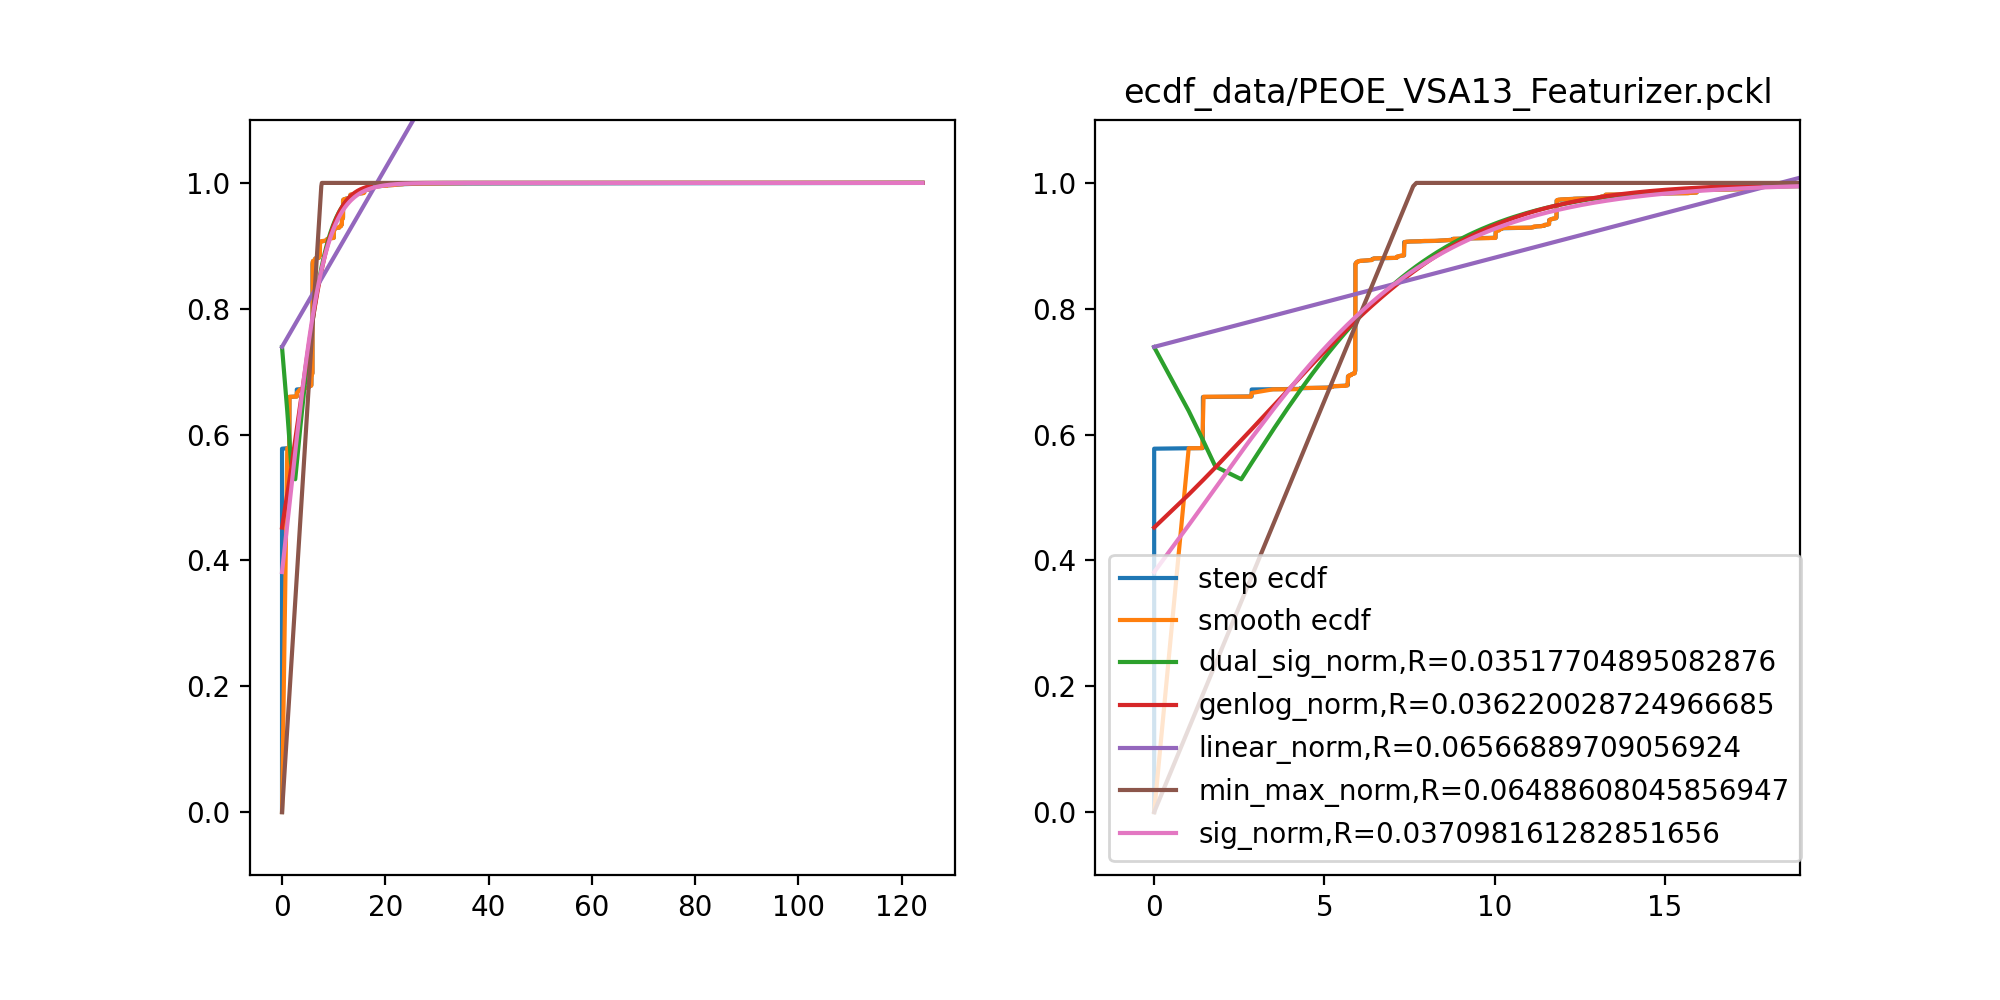 ecdf_data/PEOE_VSA13_Featurizer.pckl
1.0
0.8
0.6
0.4
0.2
0.0
0 20 40 60 80 100 120
1.0
0.8
0.6
0.4
0.2
0.0
0 5 10 15
step ecdf
smooth ecdf
dual_sig_norm,R=0.03517704895082876
genlog_norm,R=0.036220028724966685
linear_norm,R=0.06566889709056924
min_max_norm,R=0.06488608045856947
sig_norm,R=0.037098161282851656